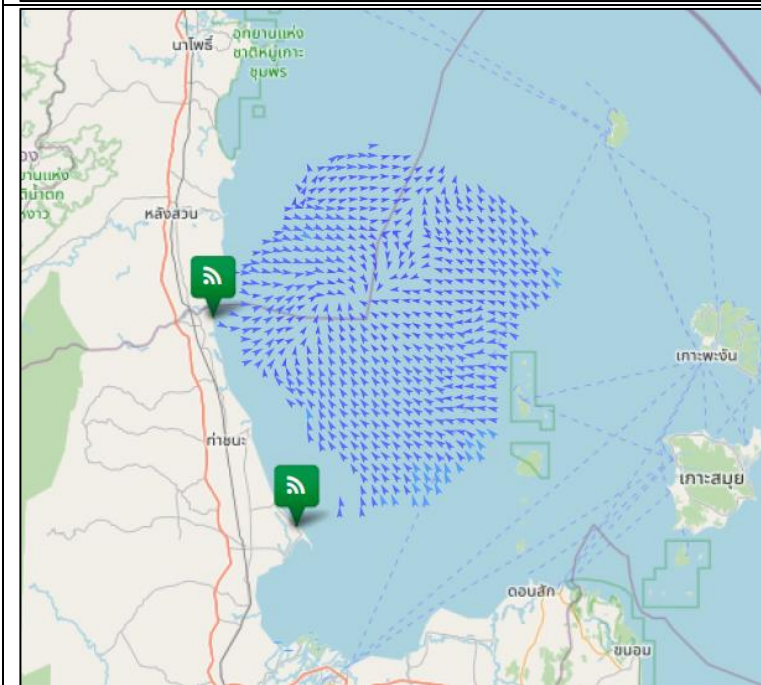 อุทยานแห่ง
ชาติหมู่เกาะ
ชุมพร
นาโพธิ์
หลังสวน
เกาะพะงัน
ท่าชนะ
เกาะสมุย
ดอนสัก
ขนอม